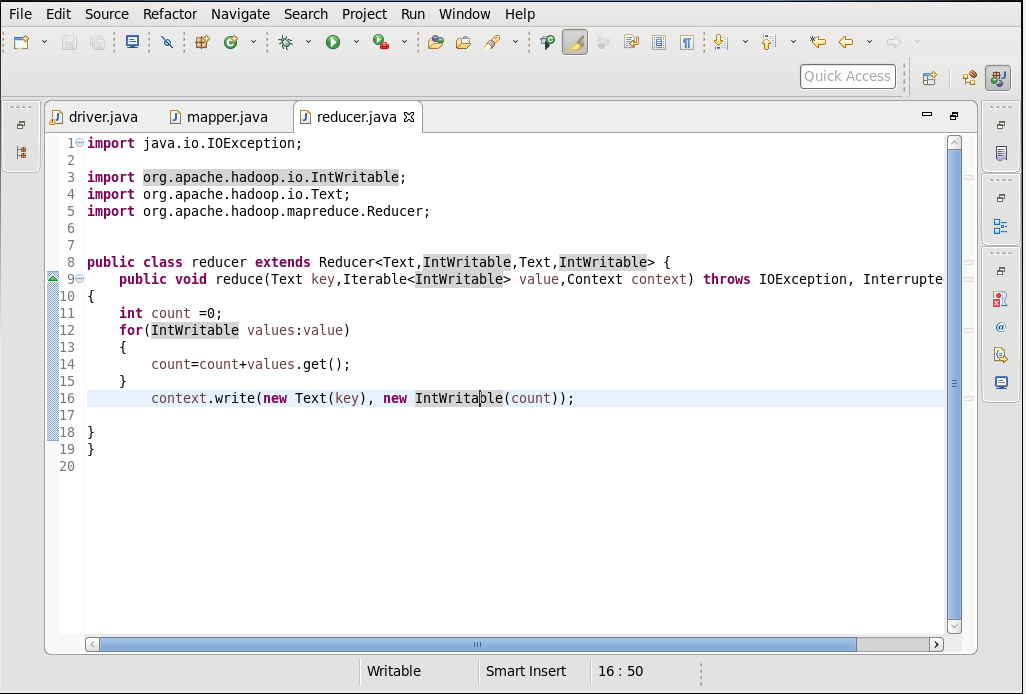 File Edit Source Refactor Navigate Search Project Run Window Help
Quick Access
driver.java mapper.java reducer.java
1 import java.io.IOException;
2
3 import org.apache.hadoop.io.IntWritable;
4 import org.apache.hadoop.io.Text;
5 import org.apache.hadoop.mapreduce.Reducer;
6
7
8 public class reducer extends Reducer<Text,IntWritable,Text,IntWritable> {
9 public void reduce(Text key,Iterable<IntWritable> value,Context context) throws IOException, Interrupte
10 {
11 int count =0;
12 for(IntWritable values:value)
13 {
14 count=count+values.get();
15 }
16 context.write(new Text(key), new IntWritable(count));
17
18 }
19 }
20
Writable Smart Insert 16 : 50